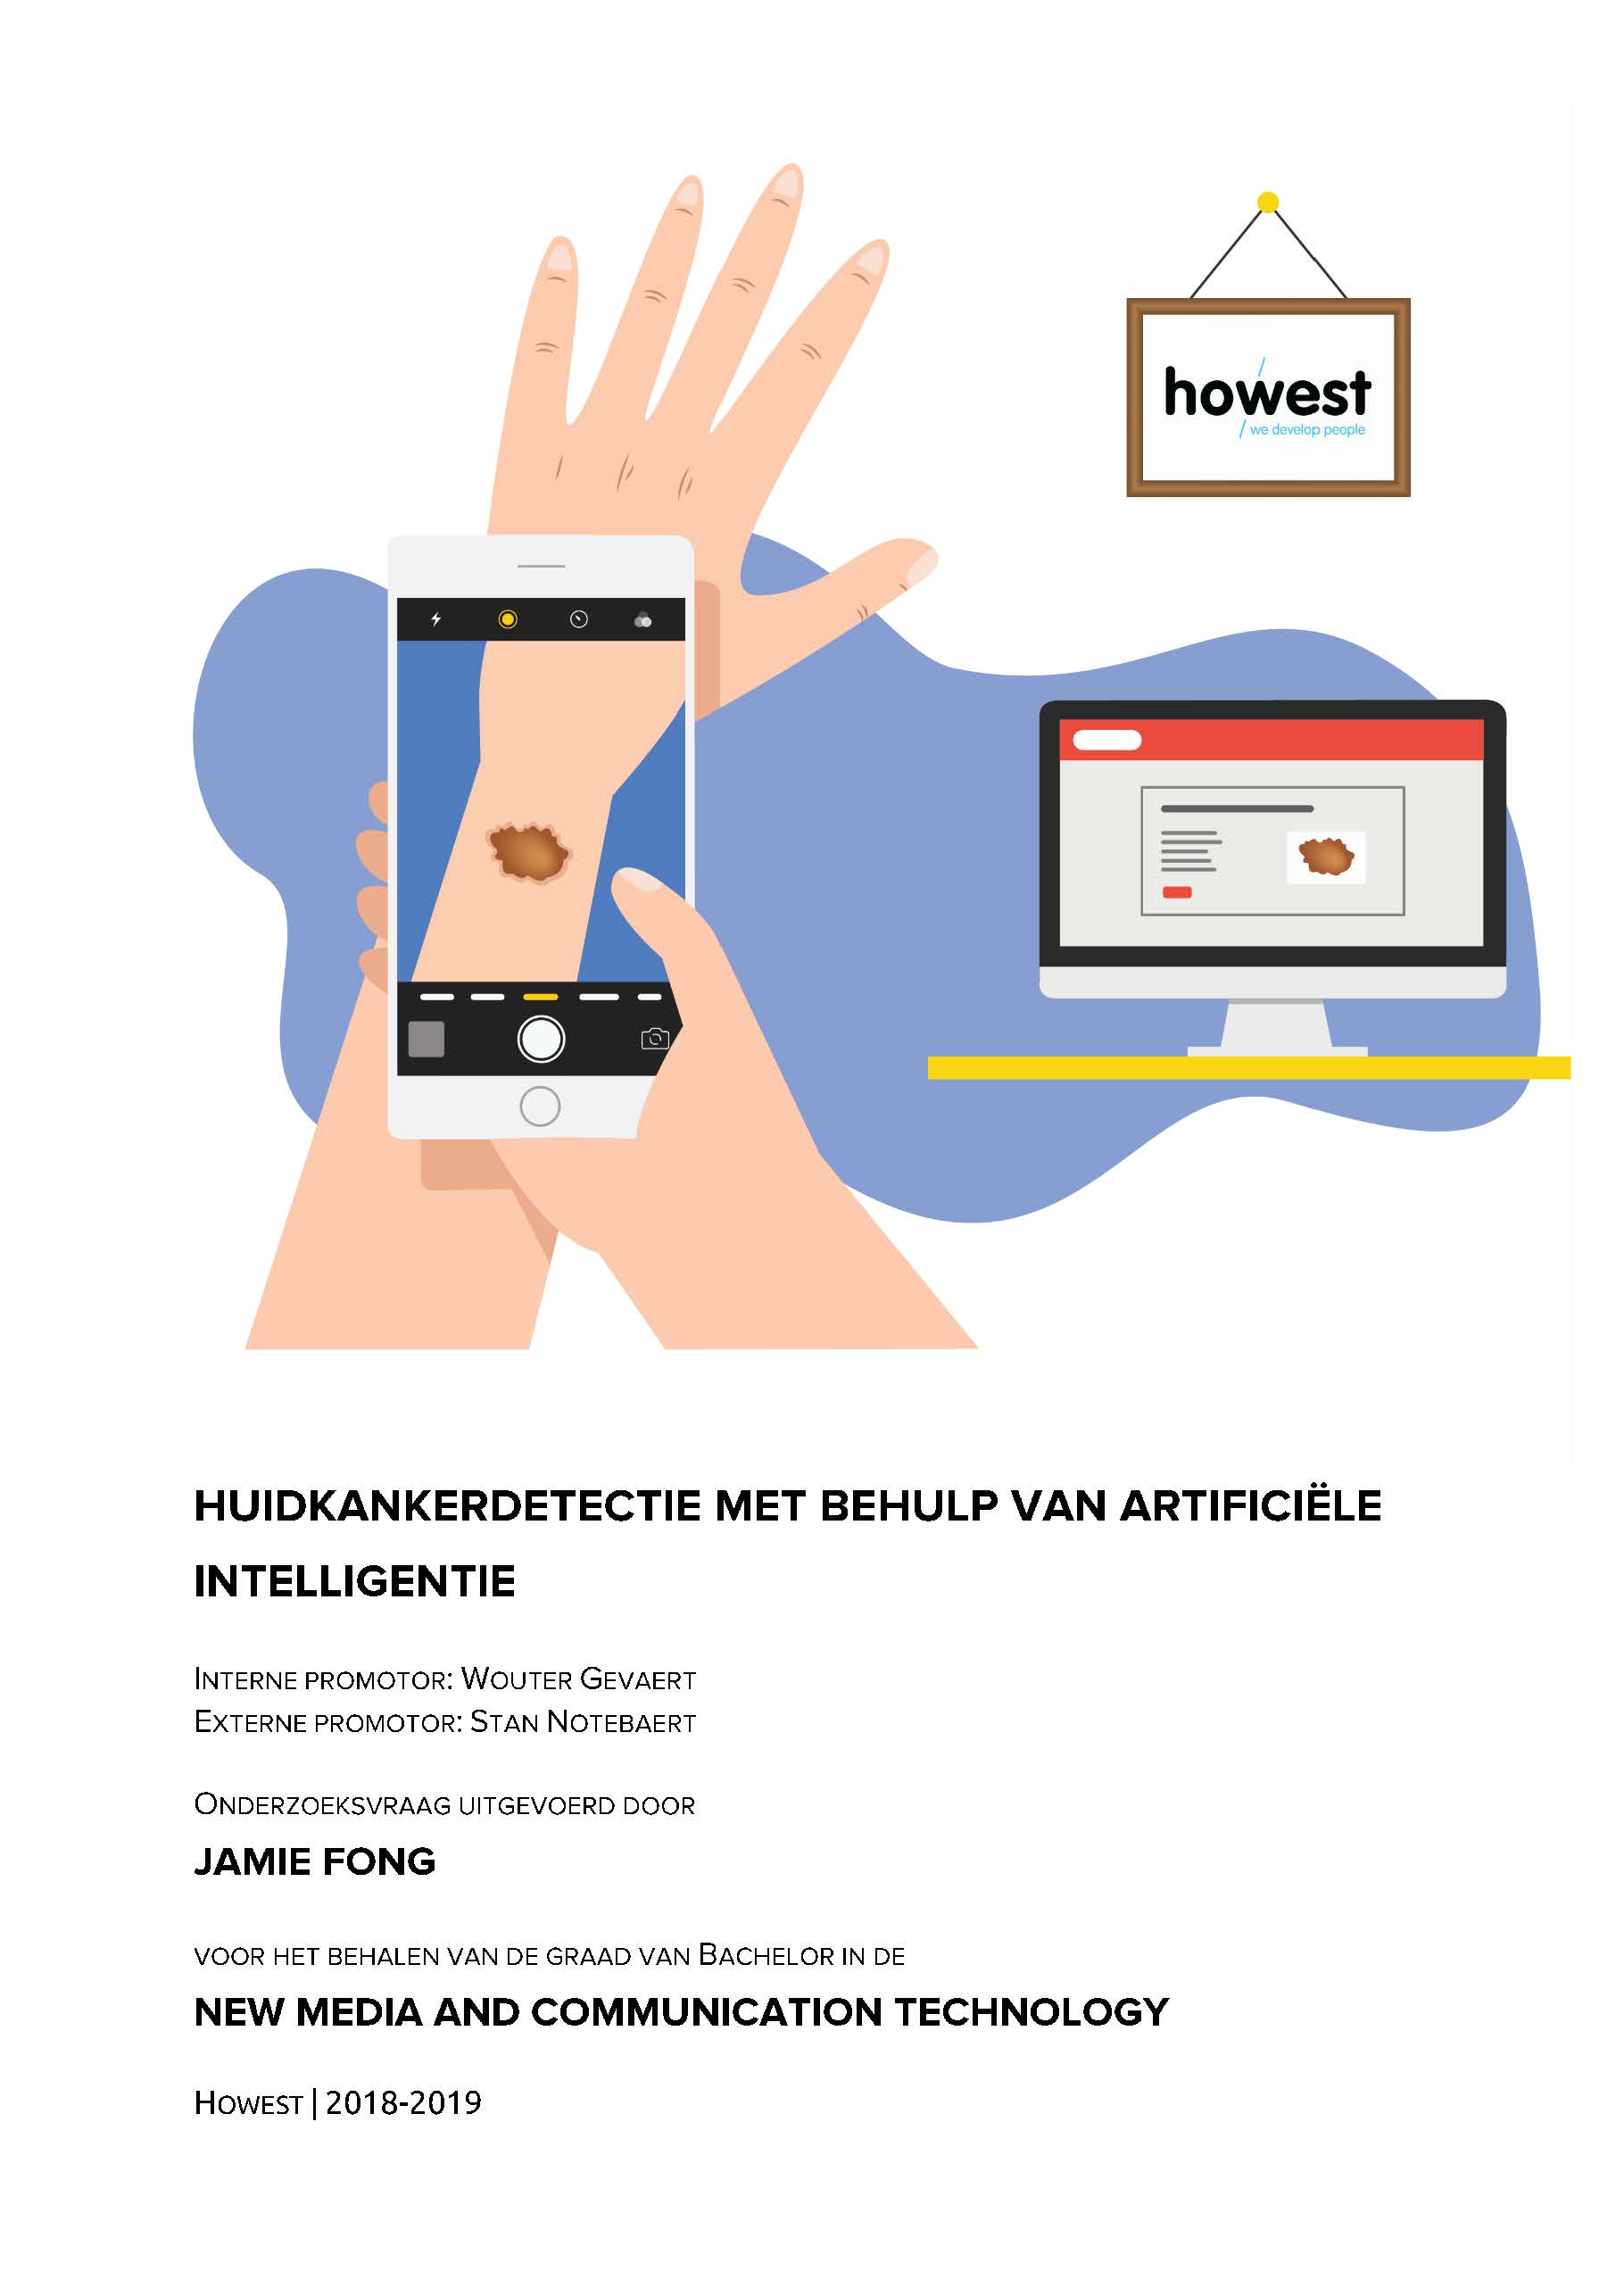 howest
we develop people
HUIDKANKERDETECTIE MET BEHULP VAN ARTIFICIËLE
INTELLIGENTIE
INTERNE PROMOTOR: WOUTER GEVAERT
EXTERNE PROMOTOR: STAN NOTEBAERT
ONDERZOEKSVRAAG UITGEVOERD DOOR
JAMIE FONG
VOOR HET BEHALEN VAN DE GRAAD VAN BACHELOR IN DE
NEW MEDIA AND COMMUNICATION TECHNOLOGY
HOWEST | 2018-2019